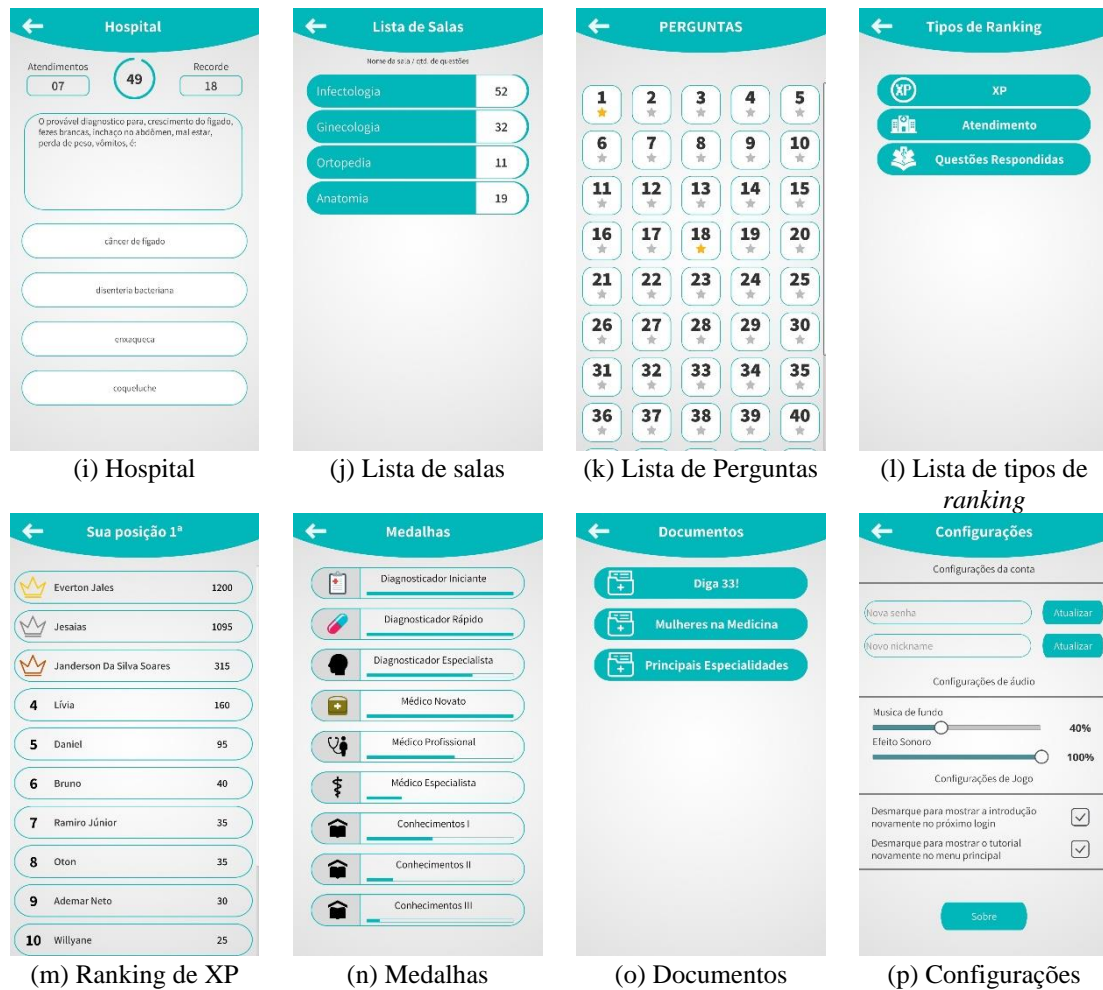 Hospital
Atendimentos
Recorde
07
49
18
O provável diagnostico para, crescimento do fígado,
fezes brancas, inchaço no abdômen, mal estar,
perda de peso, vômitos, é:
câncer de fígado
disenteria bacteriana
enxaqueca
coqueluche
(i) Hospital
Lista de Salas
Nome da sala / qtd. de questões
Infectologia 52
Ginecologia 32
Ortopedia 11
Anatomia 19
(j) Lista de salas
PERGUNTAS
1 2 3 4 5
6 7 8 9 10
11 12 13 14 15
16 17 18 19 20
21 22 23 24 25
26 27 28 29 30
31 32 33 34 35
36 37 38 39 40
(k) Lista de Perguntas
Tipos de Ranking
XP XP
Atendimento
Questões Respondidas
(l) Lista de tipos de
ranking
Sua posição 1ª
Everton Jales 1200
Jesaias 1095
Janderson Da Silva Soares 315
4 Lívia 160
5 Daniel 95
6 Bruno 40
7 Ramiro Júnior 35
8 Oton 35
9 Ademar Neto 30
10 Willyane 25
(m) Ranking de XP
Medalhas
Diagnosticador Iniciante
Diagnosticador Rápido
Diagnosticador Especialista
Médico Novato
Médico Profissional
Médico Especialista
Conhecimentos I
Conhecimentos II
Conhecimentos III
(n) Medalhas
Documentos
Diga 33!
Mulheres na Medicina
Principais Especialidades
(o) Documentos
Configurações
Configurações da conta
Nova senha Atualizar
Novo nickname Atualizar
Configurações de áudio
Musica de fundo
40%
Efeito Sonoro
100%
Configurações de Jogo
Desmarque para mostrar a introdução
novamente no próximo login
Desmarque para mostrar o tutorial
novamente no menu principal
Sobre
(p) Configurações